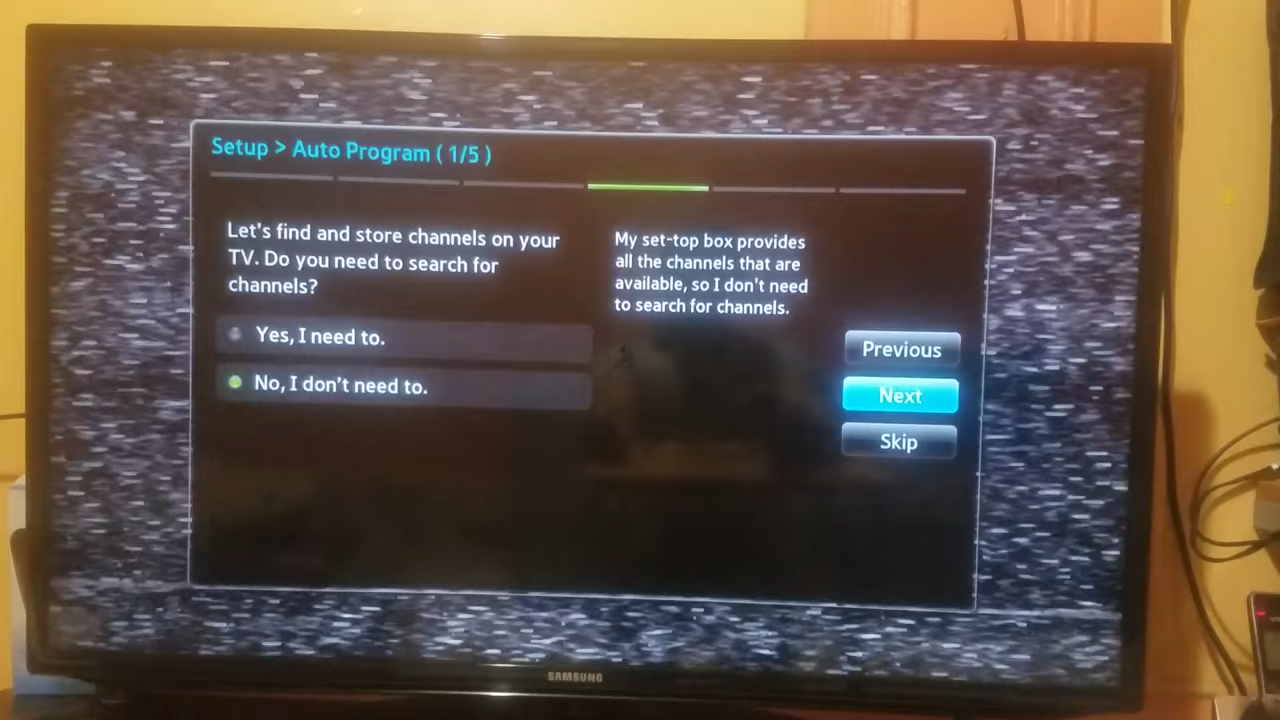 Setup > Auto Program ( 1/5 )
Let's find and store channels on your
TV. Do you need to search for
channels?
Yes, I need to.
No, I don't need to.
My set-top box provides
all the channels that are
available, so I don't need
to search for channels.
Previous
Next
Skip
SAMSUNG